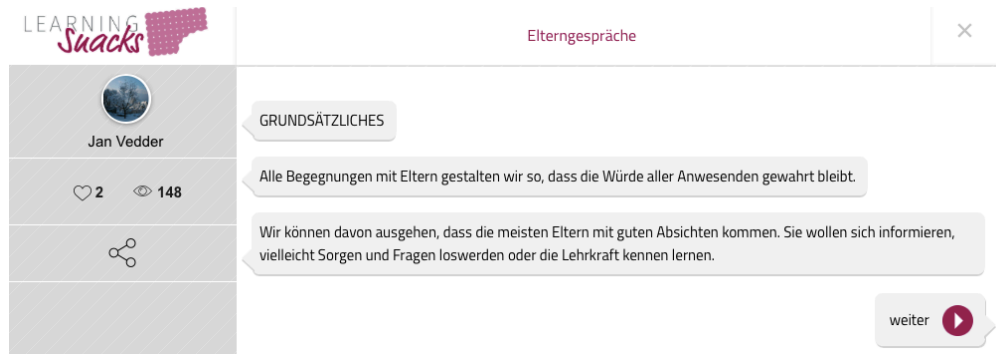 LEARNING
Snacks
Elterngespräche
Jan Vedder
2
148
GRUNDSÄTZLICHES
Alle Begegnungen mit Eltern gestalten wir so, dass die Würde aller Anwesenden gewahrt bleibt.
Wir können davon ausgehen, dass die meisten Eltern mit guten Absichten kommen. Sie wollen sich informieren,
vielleicht Sorgen und Fragen loswerden oder die Lehrkraft kennen lernen.
weiter